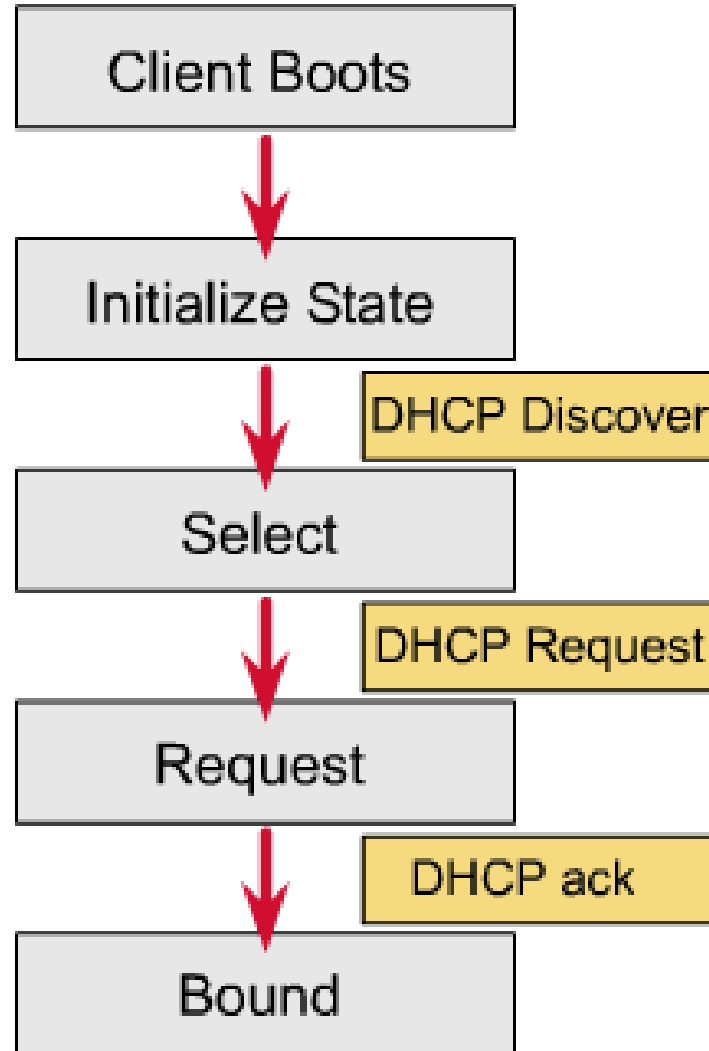 Client Boots
Initialize State
DHCP Discover
Select
DHCP Request
Request
DHCP ack
Bound